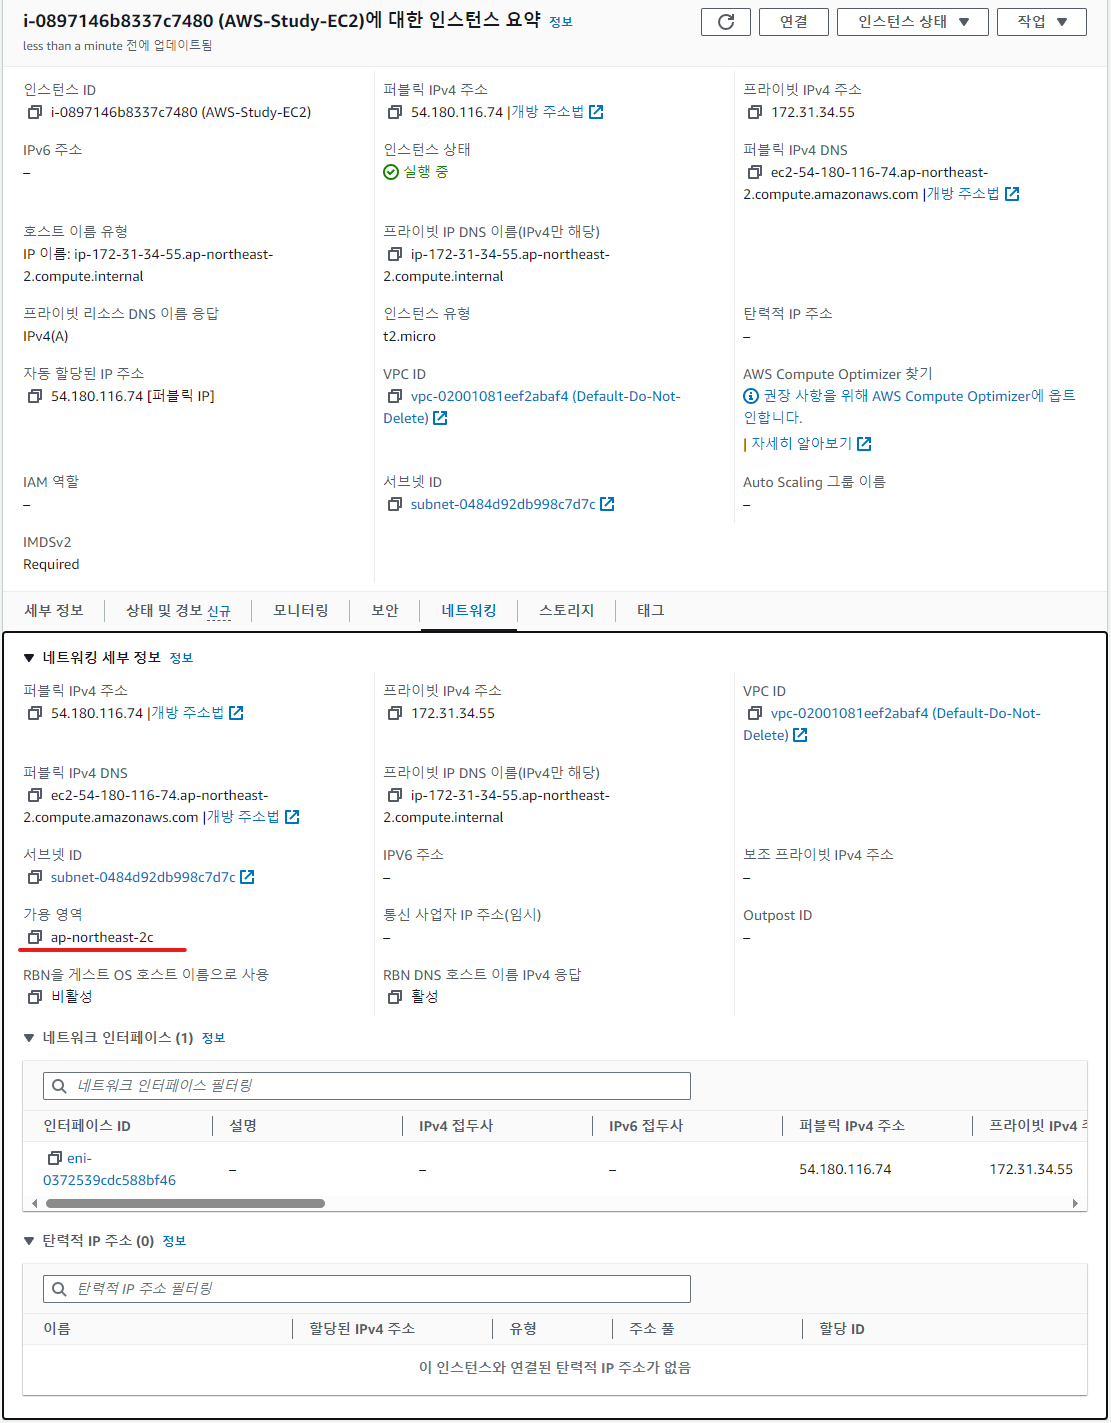 i-0897146b8337c7480 (AWS-Study-EC2)에 대한 인스턴스 요약 정보
less than a minute 전에 업데이트됨
연결
인스턴스 상태
작업
인스턴스 ID
i-0897146b8337c7480 (AWS-Study-EC2)
퍼블릭 IPv4 주소
54.180.116.74 |개방 주소법
프라이빗 IPv4 주소
172.31.34.55
IPv6 주소
–
인스턴스 상태
실행 중
퍼블릭 IPv4 DNS
ec2-54-180-116-74.ap-northeast-
2.compute.amazonaws.com |개방 주소법
호스트 이름 유형
IP 이름: ip-172-31-34-55.ap-northeast-
2.compute.internal
프라이빗 IP DNS 이름(IPv4만 해당)
ip-172-31-34-55.ap-northeast-
2.compute.internal
프라이빗 리소스 DNS 이름 응답
IPv4(A)
인스턴스 유형
t2.micro
탄력적 IP 주소
–
자동 할당된 IP 주소
54.180.116.74 [퍼블릭 IP]
VPC ID
vpc-02001081eef2abaf4 (Default-Do-Not-
Delete)
AWS Compute Optimizer 찾기
권장 사항을 위해 AWS Compute Optimizer에 옵트
인합니다.
| 자세히 알아보기
IAM 역할
–
서브넷 ID
subnet-0484d92db998c7d7c
Auto Scaling 그룹 이름
–
IMDSv2
Required
세부 정보
상태 및 경보 신규
모니터링
보안
네트워킹
스토리지
태그
네트워킹 세부 정보 정보
퍼블릭 IPv4 주소
54.180.116.74 |개방 주소법
프라이빗 IPv4 주소
172.31.34.55
VPC ID
vpc-02001081eef2abaf4 (Default-Do-Not-
Delete)
퍼블릭 IPv4 DNS
ec2-54-180-116-74.ap-northeast-
2.compute.amazonaws.com |개방 주소법
프라이빗 IP DNS 이름(IPv4만 해당)
ip-172-31-34-55.ap-northeast-
2.compute.internal
서브넷 ID
subnet-0484d92db998c7d7c
IPV6 주소
–
보조 프라이빗 IPv4 주소
–
가용 영역
ap-northeast-2c
통신 사업자 IP 주소(임시)
–
Outpost ID
–
RBN을 게스트 OS 호스트 이름으로 사용
비활성
RBN DNS 호스트 이름 IPv4 응답
활성
네트워크 인터페이스 (1) 정보
네트워크 인터페이스 필터링
인터페이스 ID
설명
IPv4 접두사
IPv6 접두사
퍼블릭 IPv4 주소
프라이빗 IPv4
eni-
0372539cdc588bf46
–
–
–
54.180.116.74
172.31.34.55
탄력적 IP 주소 (0) 정보
탄력적 IP 주소 필터링
이름
할당된 IPv4 주소
유형
주소 풀
할당 ID
이 인스턴스와 연결된 탄력적 IP 주소가 없음